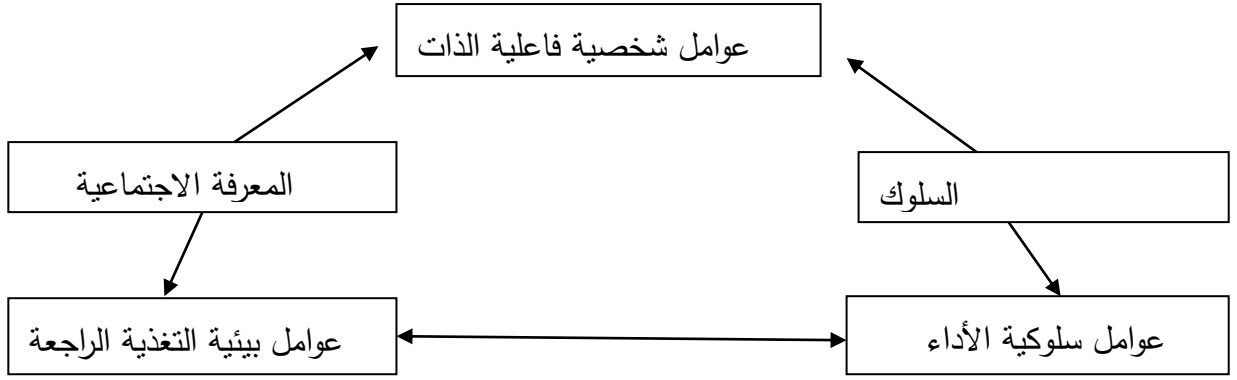 عوامل شخصية فاعلية الذات
المعرفة الاجتماعية
السلوك
عوامل بيئية التغذية الراجعة
عوامل سلوكية الأداء